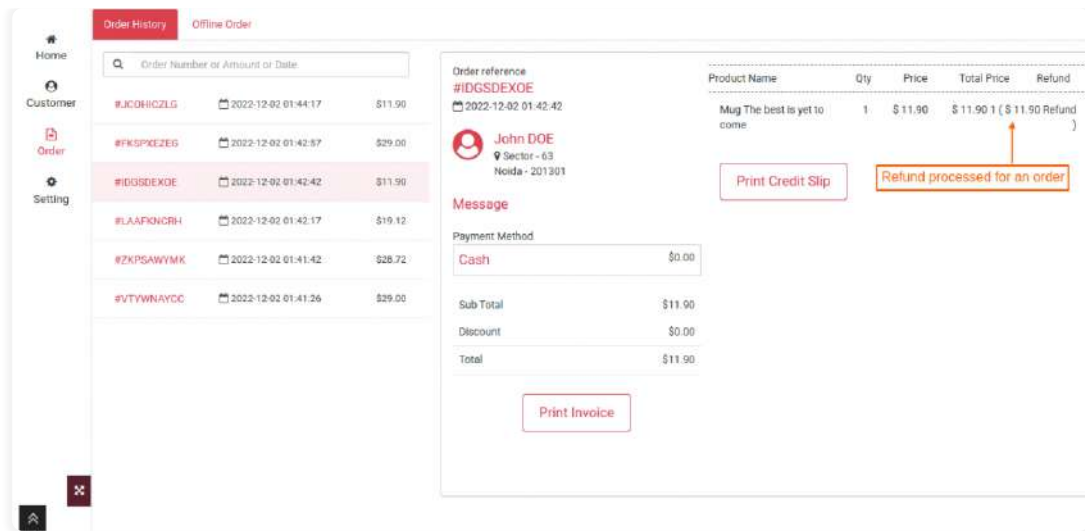 Order History Offline Order
Home
Customer
Order
Setting
Order Number or Amount or Date
#JCOHICZLG 2022-12-02 01:44:17 $11.90
#FKSPXEZEG 2022-12-02 01:42:57 $29.00
#IDGSDEXOE 2022-12-02 01:42:42 $11.90
#LAAFKNCRH 2022-12-02 01:42:17 $19.12
#ZKPSAWYMK 2022-12-02 01:41:42 $28.72
#VTYWNAYCC 2022-12-02 01:41:26 $29.00
Order reference
#IDGSDEXOE
2022-12-02 01:42:42
John DOE
Sector - 63
Noida - 201301
Message
Payment Method
Cash $0.00
Sub Total $11.90
Discount $0.00
Total $11.90
Print Invoice
Product Name Qty Price Total Price Refund
Mug The best is yet to 1 $ 11.90 $ 11.90 1 ( $ 11.90 Refund
come )
Print Credit Slip
Refund processed for an order